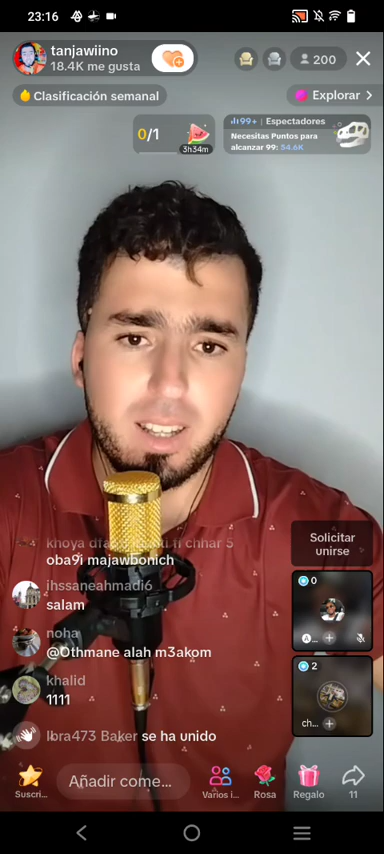 23:16
tanjawiino
18.4K me gusta
200
Clasificación semanal
Explorar
0/1
3h34m
99+ | Espectadores
Necesitas Puntos para
alcanzar 99: 54.6K
Solicitar
unirse
oba9i majawbonich
ihssaneahmadi6
salam
noha
@Othmane alah m3akom
khalid
1111
Ibra473 Baker se ha unido
0
A...
2
ch...
Suscri...
Añadir come...
Varios i...
Rosa
Regalo
11